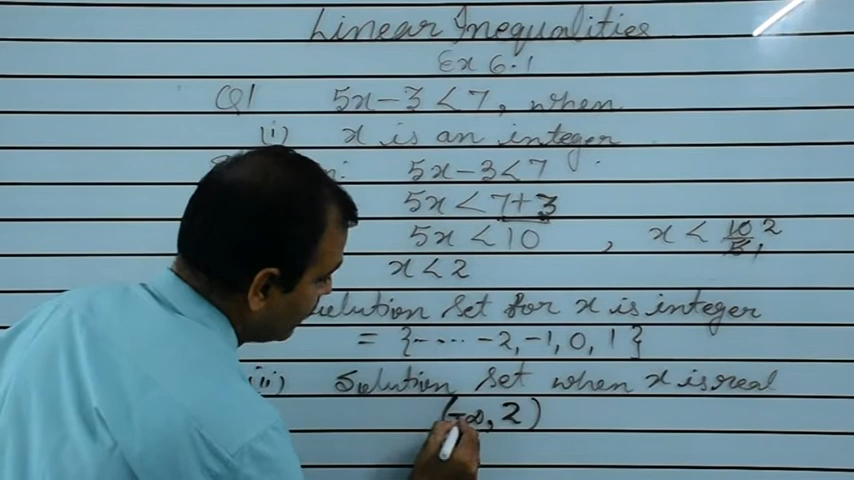 Linear Inequalities
Ex 6.1
Q1 5x-3<7, when
(i) x is an integer.
5x-3<7
5x<7+3
5x<10 , x< 10/5 2 1
x<2
Solution Set for x is integer
= {-....-2,-1,0,1}
(ii) Solution Set when x is real
(-∞,2)